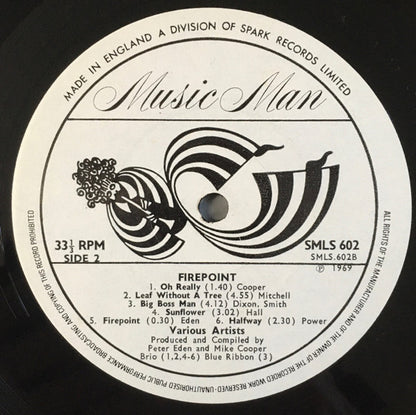 MADE IN ENGLAND A DIVISION OF SPARK RECORDS LIMITED
Music Man
33⅓ RPM
SIDE 2
SMLS 602
SMLS.602B
℗ 1969
FIREPOINT
1. Oh Really (1.40) Cooper
2. Leaf Without A Tree (4.55) Mitchell
3. Big Boss Man (4.12) Dixon, Smith
4. Sunflower (3.02) Hall
5. Firepoint (0.30) Eden 6. Halfway (2.30) Power
Various Artists
Produced and Compiled by
Peter Eden and Mike Cooper
Brio (1,2,4-6) Blue Ribbon (3)
ALL RIGHTS OF THE MANUFACTURER AND OF THE OWNER OF THE RECORDED WORK RESERVED-UNAUTHORISED PUBLIC PERFORMANCE BROADCASTING AND COPYING OF THIS RECORD PROHIBITED